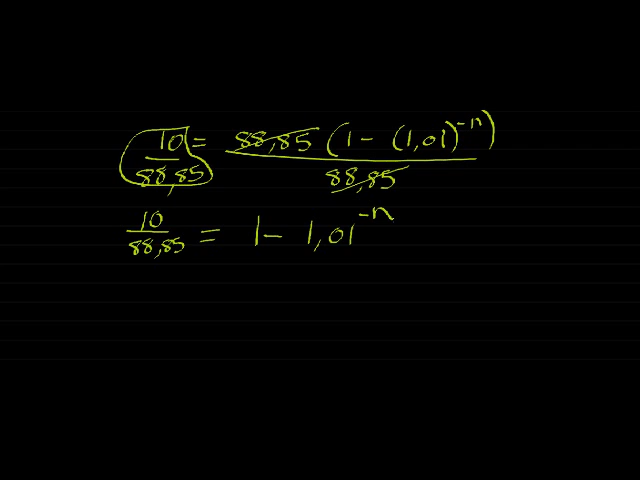 10/88,85 = 88,85 (1 - (1,01)^-n) / 88,85
10/88,85 = 1 - 1,01^-n